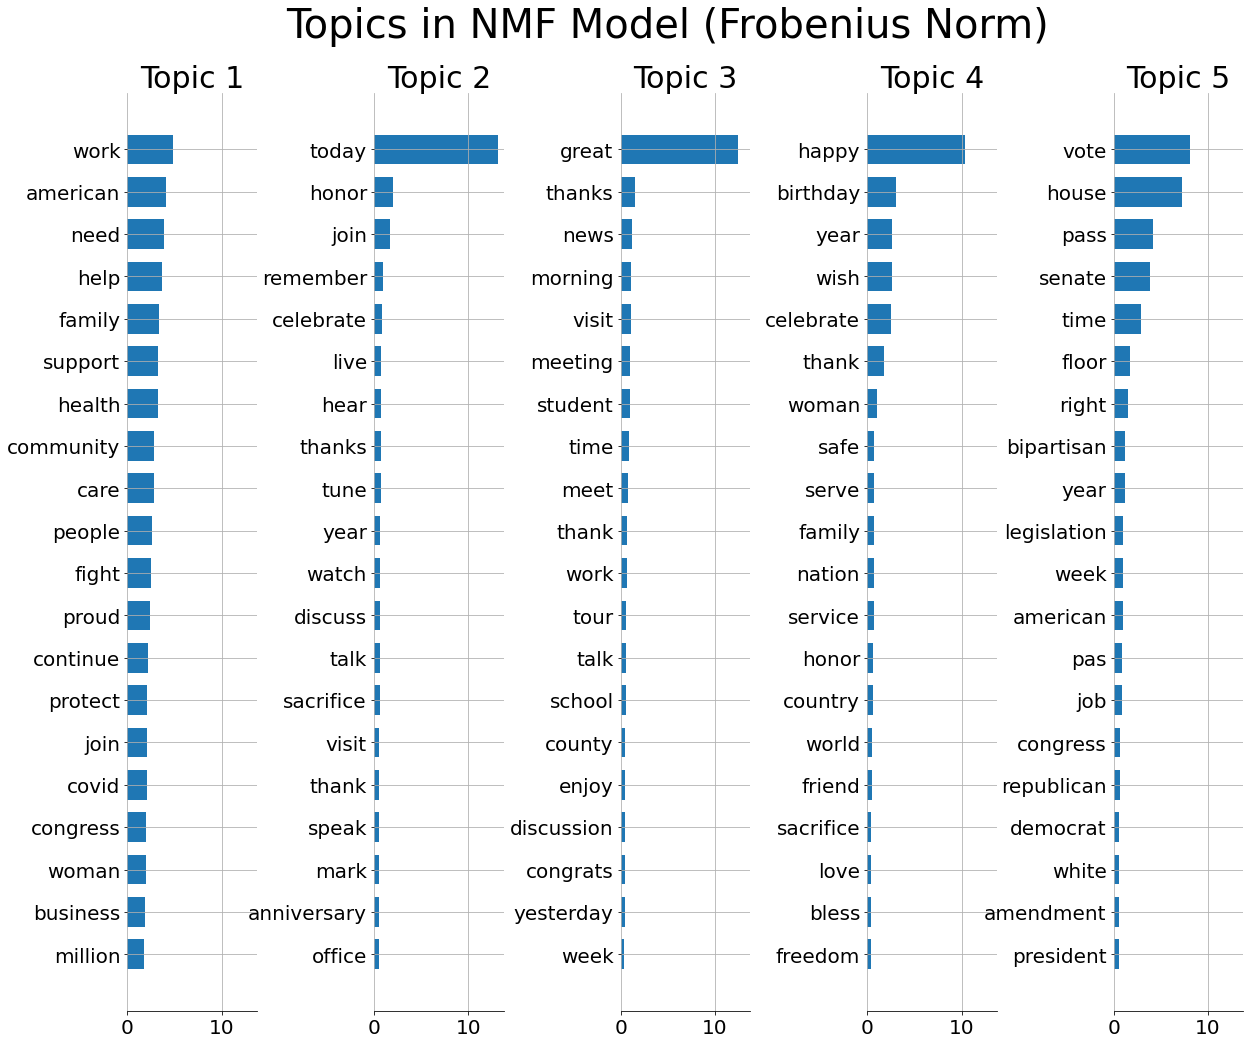 Topics in NMF Model (Frobenius Norm)
Topic 1
work
american
need
help
family
support
health
community
care
people
fight
proud
continue
protect
join
covid
congress
woman
business
million
0 10
Topic 2
today
honor
join
remember
celebrate
live
hear
thanks
tune
year
watch
discuss
talk
sacrifice
visit
thank
speak
mark
anniversary
office
0 10
Topic 3
great
thanks
news
morning
visit
meeting
student
time
meet
thank
work
tour
talk
school
county
enjoy
discussion
congrats
yesterday
week
0 10
Topic 4
happy
birthday
year
wish
celebrate
thank
woman
safe
serve
family
nation
service
honor
country
world
friend
sacrifice
love
bless
freedom
0 10
Topic 5
vote
house
pass
senate
time
floor
right
bipartisan
year
legislation
week
american
pas
job
congress
republican
democrat
white
amendment
president
0 10